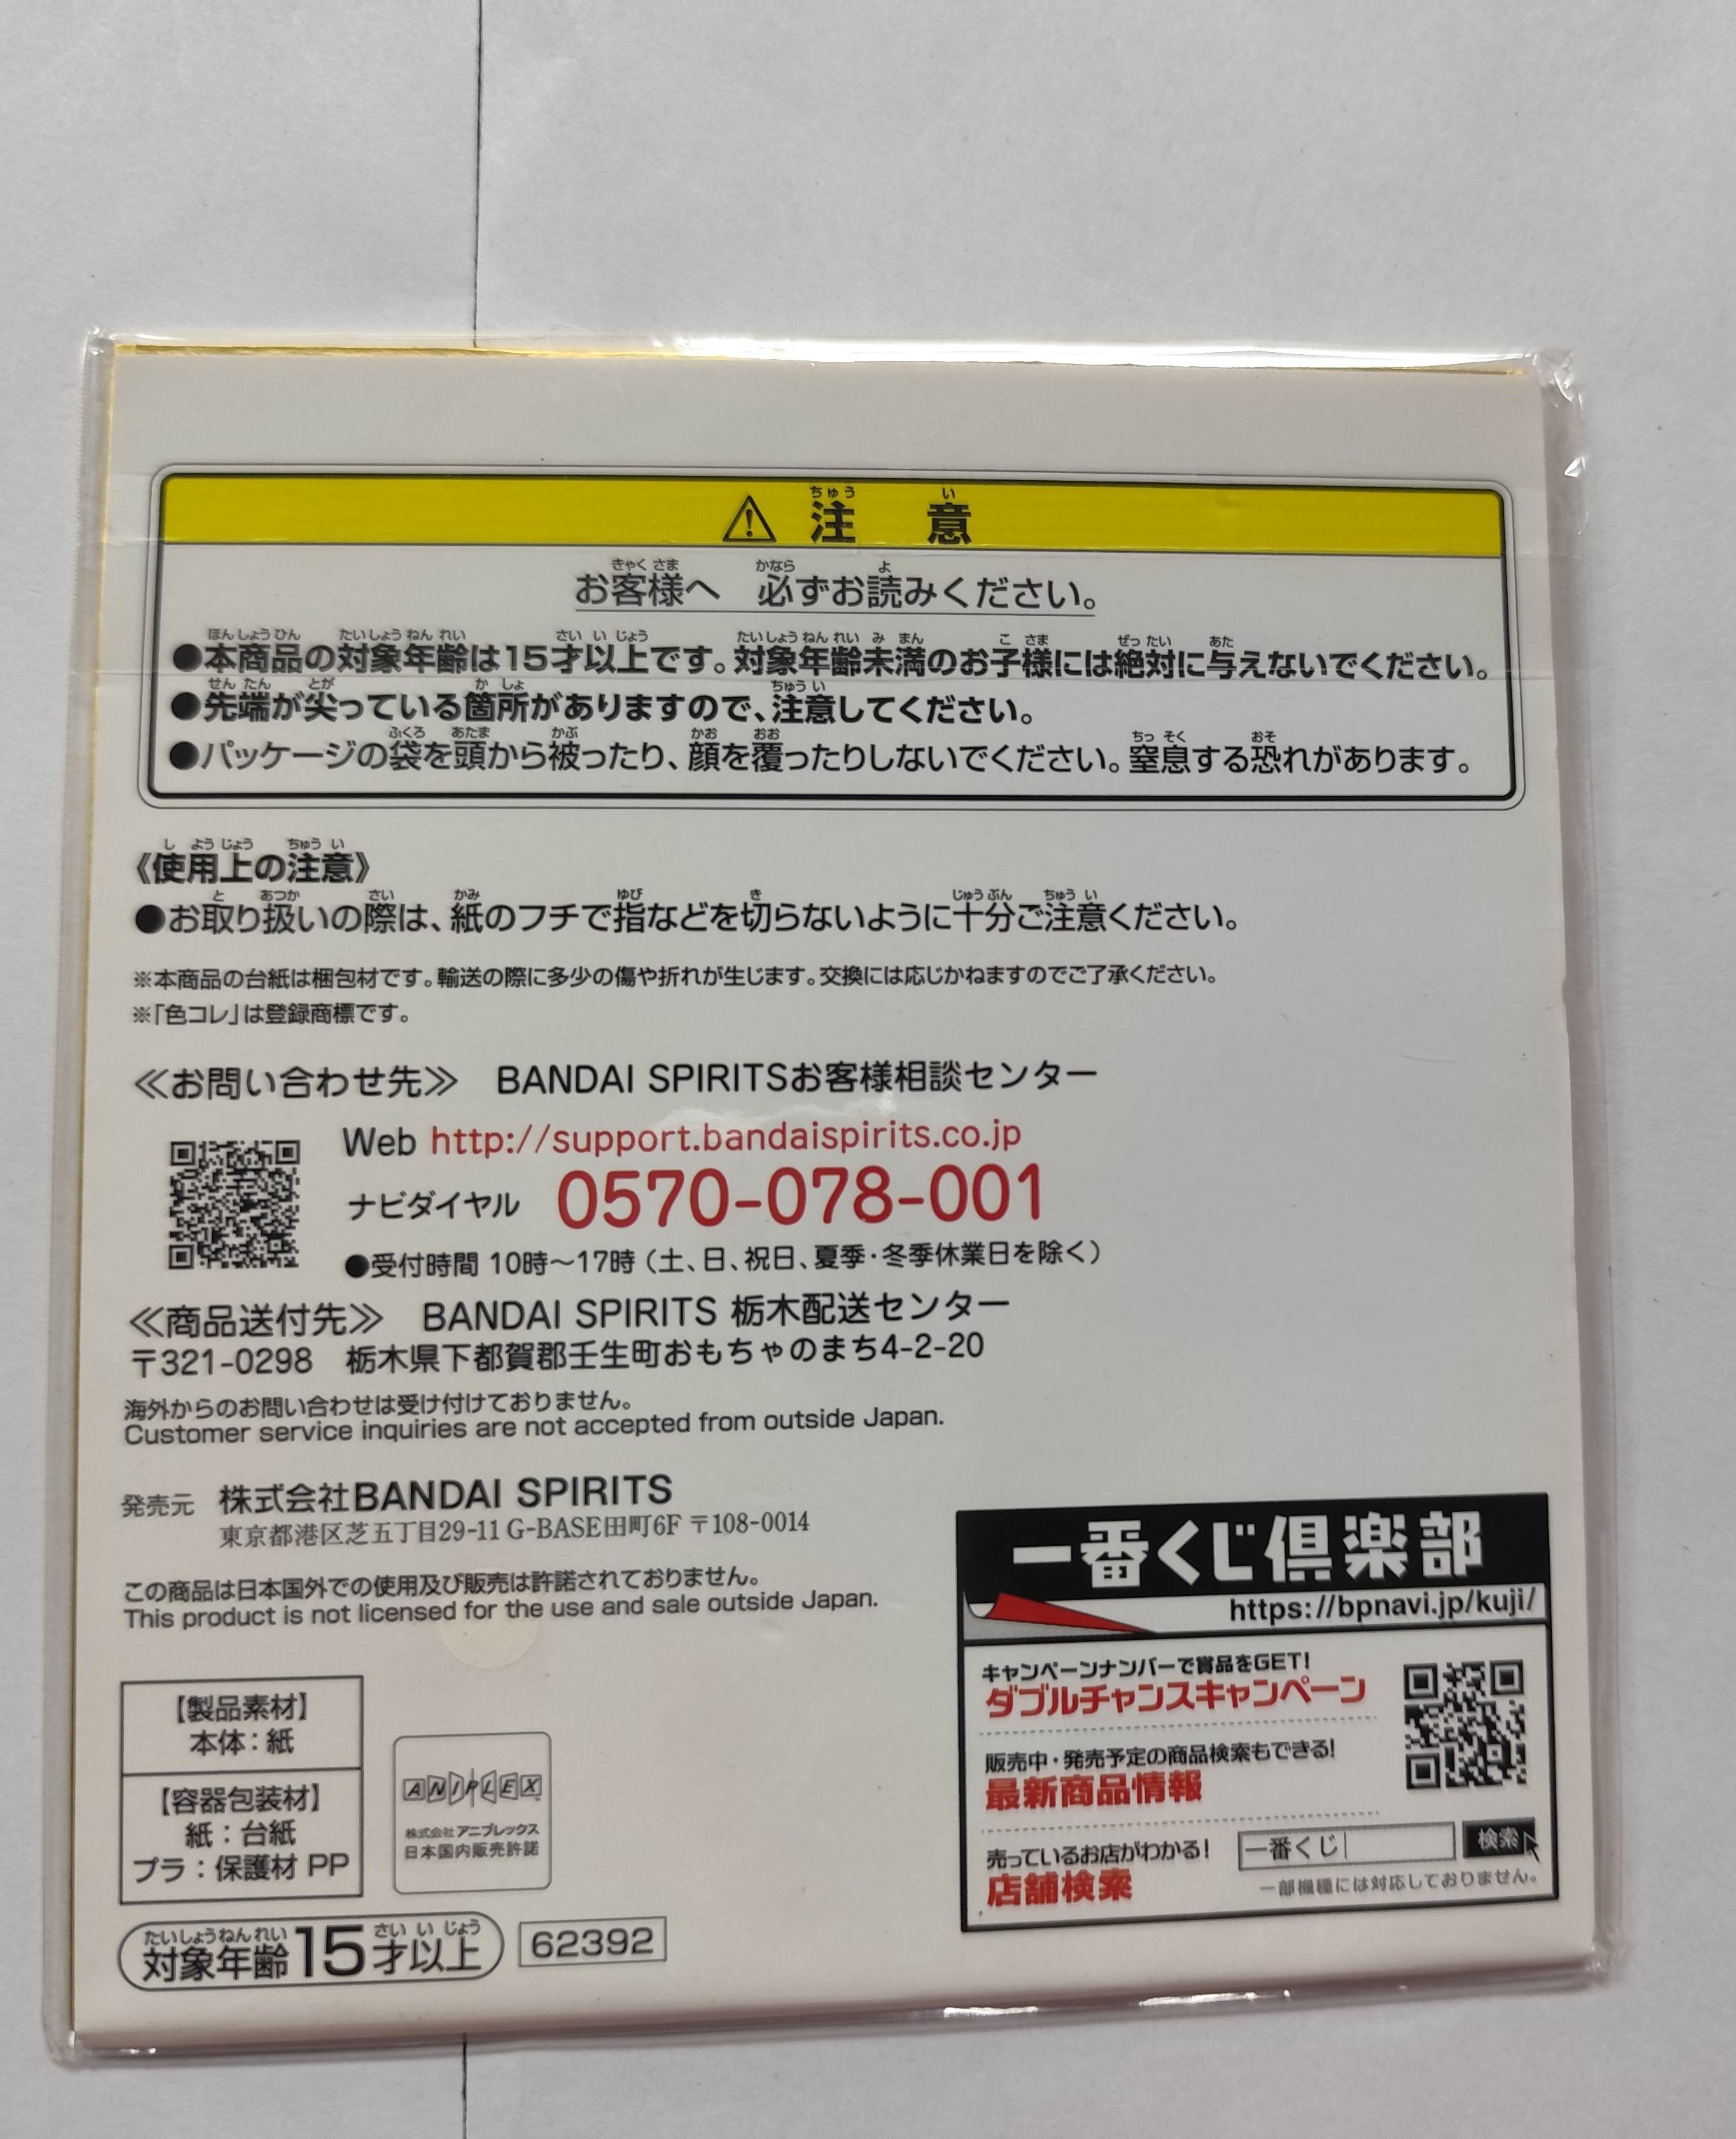 ⚠ 注意
お客様へ 必ずお読みください。
●本商品の対象年齢は15才以上です。対象年齢未満のお子様には絶対に与えないでください。
●先端が尖っている箇所がありますので、注意してください。
●パッケージの袋を頭から被ったり、顔を覆ったりしないでください。窒息する恐れがあります。
《使用上の注意》
●お取り扱いの際は、紙のフチで指などを切らないように十分ご注意ください。
※本商品の台紙は梱包材です。輸送の際に多少の傷や折れが生じます。交換には応じかねますのでご了承ください。
※「色コレ」は登録商標です。
≪お問い合わせ先≫ BANDAI SPIRITSお客様相談センター
Web http://support.bandaispirits.co.jp
ナビダイヤル 0570-078-001
●受付時間 10時～17時（土、日、祝日、夏季・冬季休業日を除く）
≪商品送付先≫ BANDAI SPIRITS 栃木配送センター
〒321-0298 栃木県下都賀郡壬生町おもちゃのまち4-2-20
海外からのお問い合わせは受け付けておりません。
Customer service inquiries are not accepted from outside Japan.
発売元 株式会社BANDAI SPIRITS
東京都港区芝五丁目29-11 G-BASE田町6F 〒108-0014
この商品は日本国外での使用及び販売は許諾されておりません。
This product is not licensed for the use and sale outside Japan.
【製品素材】
本体：紙
【容器包装材】
紙：台紙
プラ：保護材 PP
ANIPLEX
株式会社アニプレックス
日本国内販売許諾
対象年齢15才以上
62392
一番くじ倶楽部
https://bpnavi.jp/kuji/
キャンペーンナンバーで賞品をGET!
ダブルチャンスキャンペーン
販売中・発売予定の商品検索もできる!
最新商品情報
売っているお店がわかる!
店舗検索
一番くじ 検索
一部機種には対応しておりません。